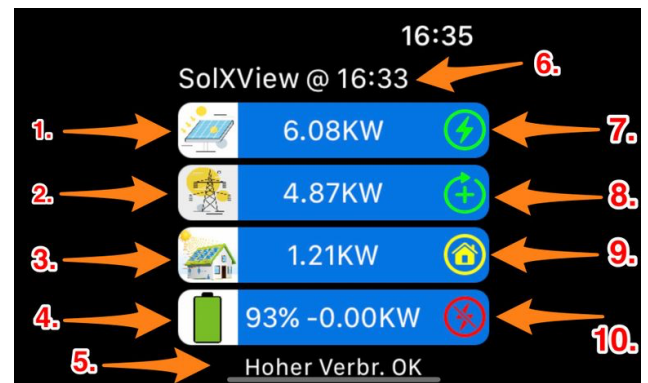 16:35
SolXView @ 16:33
6.
1.
6.08KW
7.
2.
4.87KW
8.
3.
1.21KW
9.
4.
93% -0.00KW
10.
5.
Hoher Verbr. OK